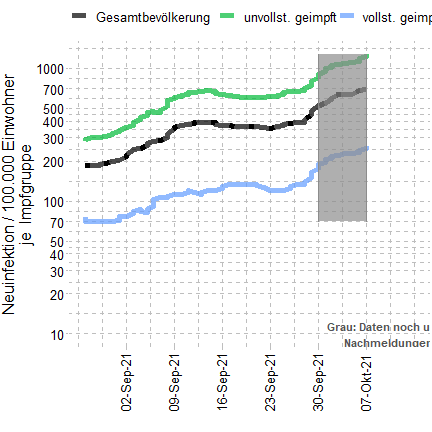 Gesamtbevölkerung unvollst. geimpft vollst.
Neuinfektion / 100.000 Einwohner
je Impfgruppe
1000
700
500
400
300
200
100
70
50
40
30
20
10
Grau: Daten noch
Nachmeldungen
02-Sep-21
09-Sep-21
16-Sep-21
23-Sep-21
30-Sep-21
07-Okt-21